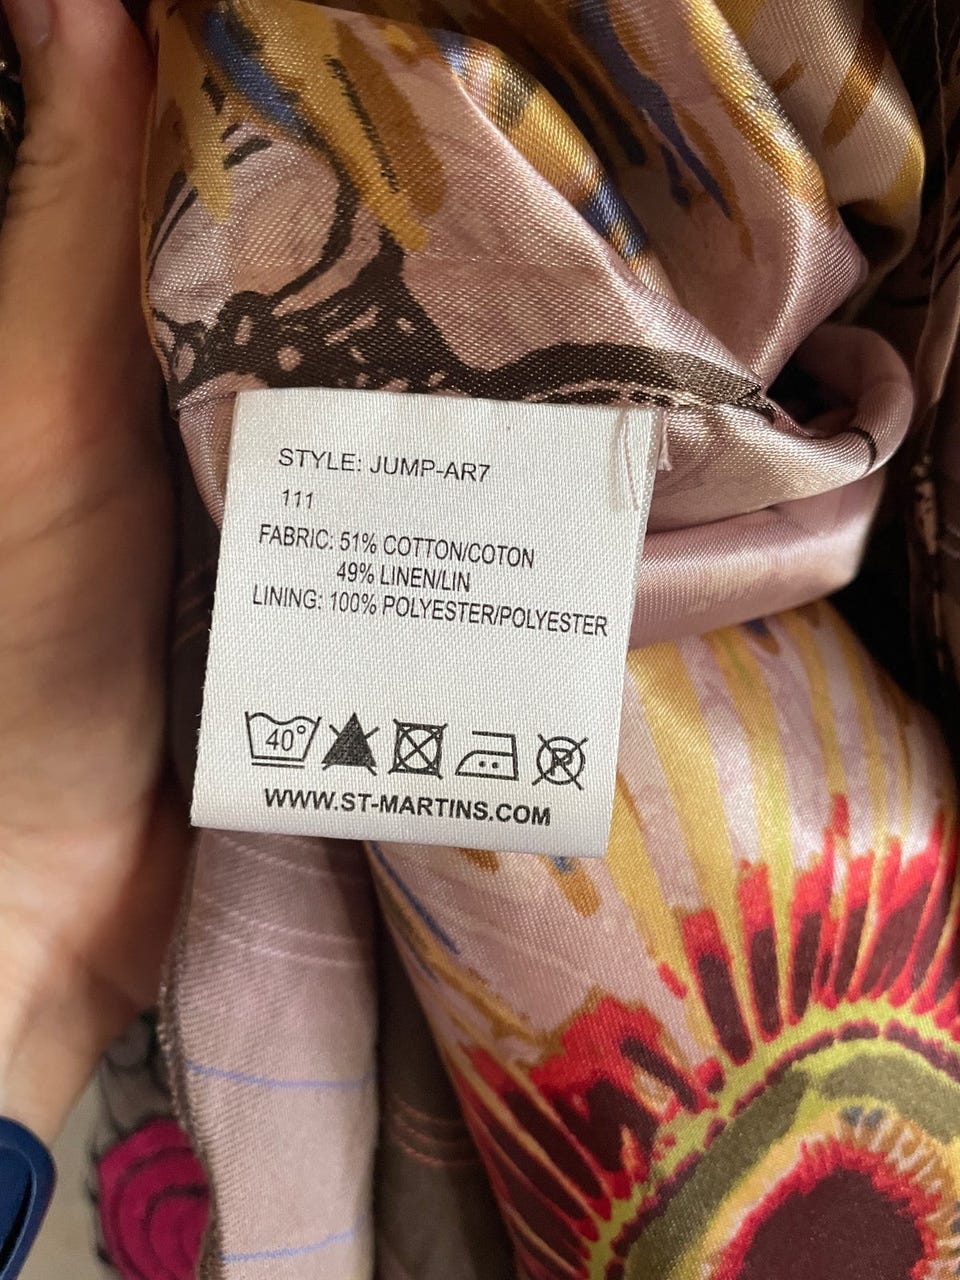 STYLE: JUMP-AR7
111
FABRIC: 51% COTTON/COTON
49% LINEN/LIN
LINING: 100% POLYESTER/POLYESTER
40°
WWW.ST-MARTINS.COM